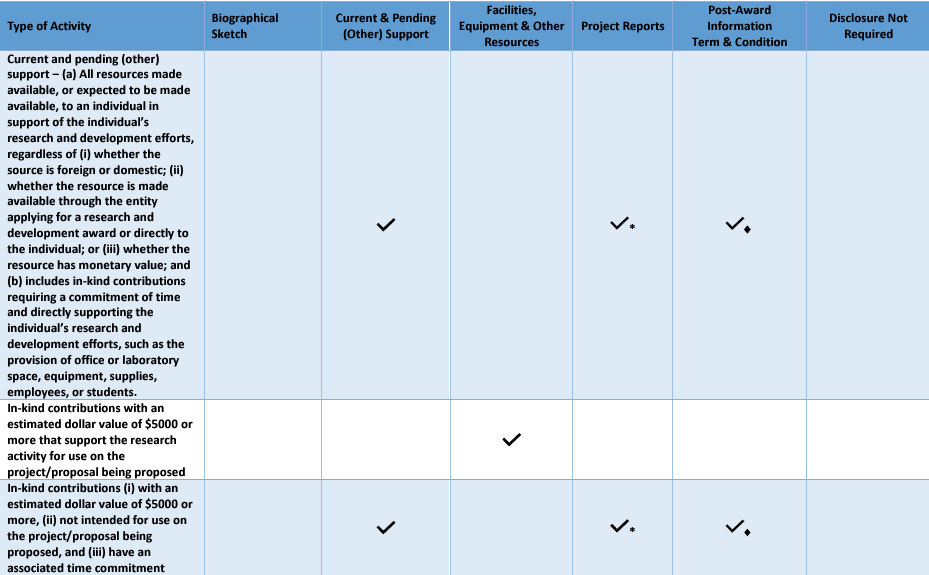 Type of Activity
Biographical
Sketch
Current & Pending
(Other) Support
Facilities,
Equipment & Other
Resources
Project Reports
Post-Award
Information
Term & Condition
Disclosure Not
Required
Current and pending (other)
support – (a) All resources made
available, or expected to be made
available, to an individual in
support of the individual’s
research and development efforts,
regardless of (i) whether the
source is foreign or domestic; (ii)
whether the resource is made
available through the entity
applying for a research and
development award or directly to
the individual; or (iii) whether the
resource has monetary value; and
(b) includes in-kind contributions
requiring a commitment of time
and directly supporting the
individual’s research and
development efforts, such as the
provision of office or laboratory
space, equipment, supplies,
employees, or students.
✓
✓*
✓♦
In-kind contributions with an
estimated dollar value of $5000 or
more that support the research
activity for use on the
project/proposal being proposed
✓
In-kind contributions (i) with an
estimated dollar value of $5000 or
more, (ii) not intended for use on
the project/proposal being
proposed, and (iii) have an
associated time commitment
✓
✓*
✓♦